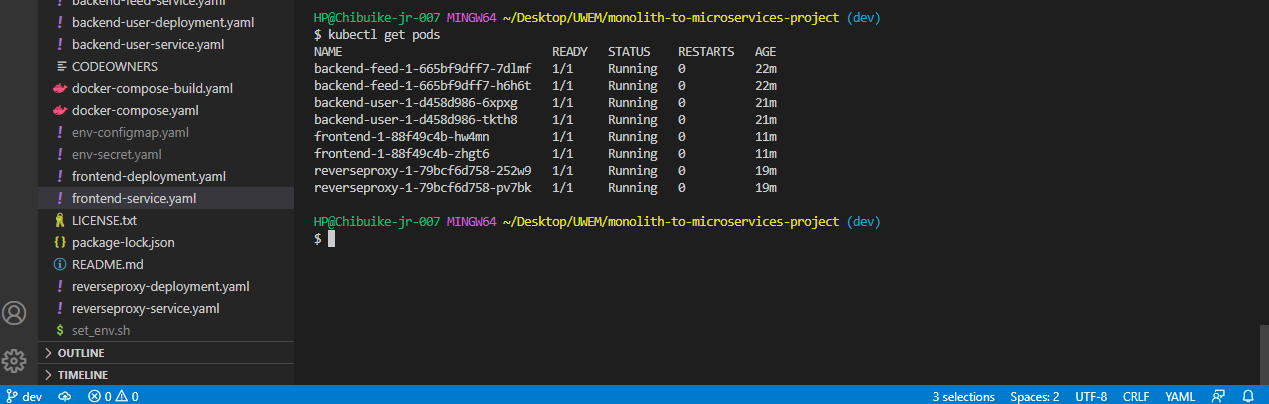 backend-feed-service.yaml
backend-user-deployment.yaml
backend-user-service.yaml
CODEOWNERS
docker-compose-build.yaml
docker-compose.yaml
env-configmap.yaml
env-secret.yaml
frontend-deployment.yaml
frontend-service.yaml
LICENSE.txt
package-lock.json
README.md
reverseproxy-deployment.yaml
reverseproxy-service.yaml
set_env.sh
OUTLINE
TIMELINE
HP@Chibuike-jr-007 MINGW64 ~/Desktop/UWEM/monolith-to-microservices-project (dev)
$ kubectl get pods
NAME READY STATUS RESTARTS AGE
backend-feed-1-665bf9dff7-7dlmf 1/1 Running 0 22m
backend-feed-1-665bf9dff7-h6h6t 1/1 Running 0 22m
backend-user-1-d458d986-6xpxg 1/1 Running 0 21m
backend-user-1-d458d986-tkth8 1/1 Running 0 21m
frontend-1-88f49c4b-hw4mn 1/1 Running 0 11m
frontend-1-88f49c4b-zhgt6 1/1 Running 0 11m
reverseproxy-1-79bcf6d758-252w9 1/1 Running 0 19m
reverseproxy-1-79bcf6d758-pv7bk 1/1 Running 0 19m
HP@Chibuike-jr-007 MINGW64 ~/Desktop/UWEM/monolith-to-microservices-project (dev)
$
dev 0 0 3 selections Spaces: 2 UTF-8 CRLF YAML